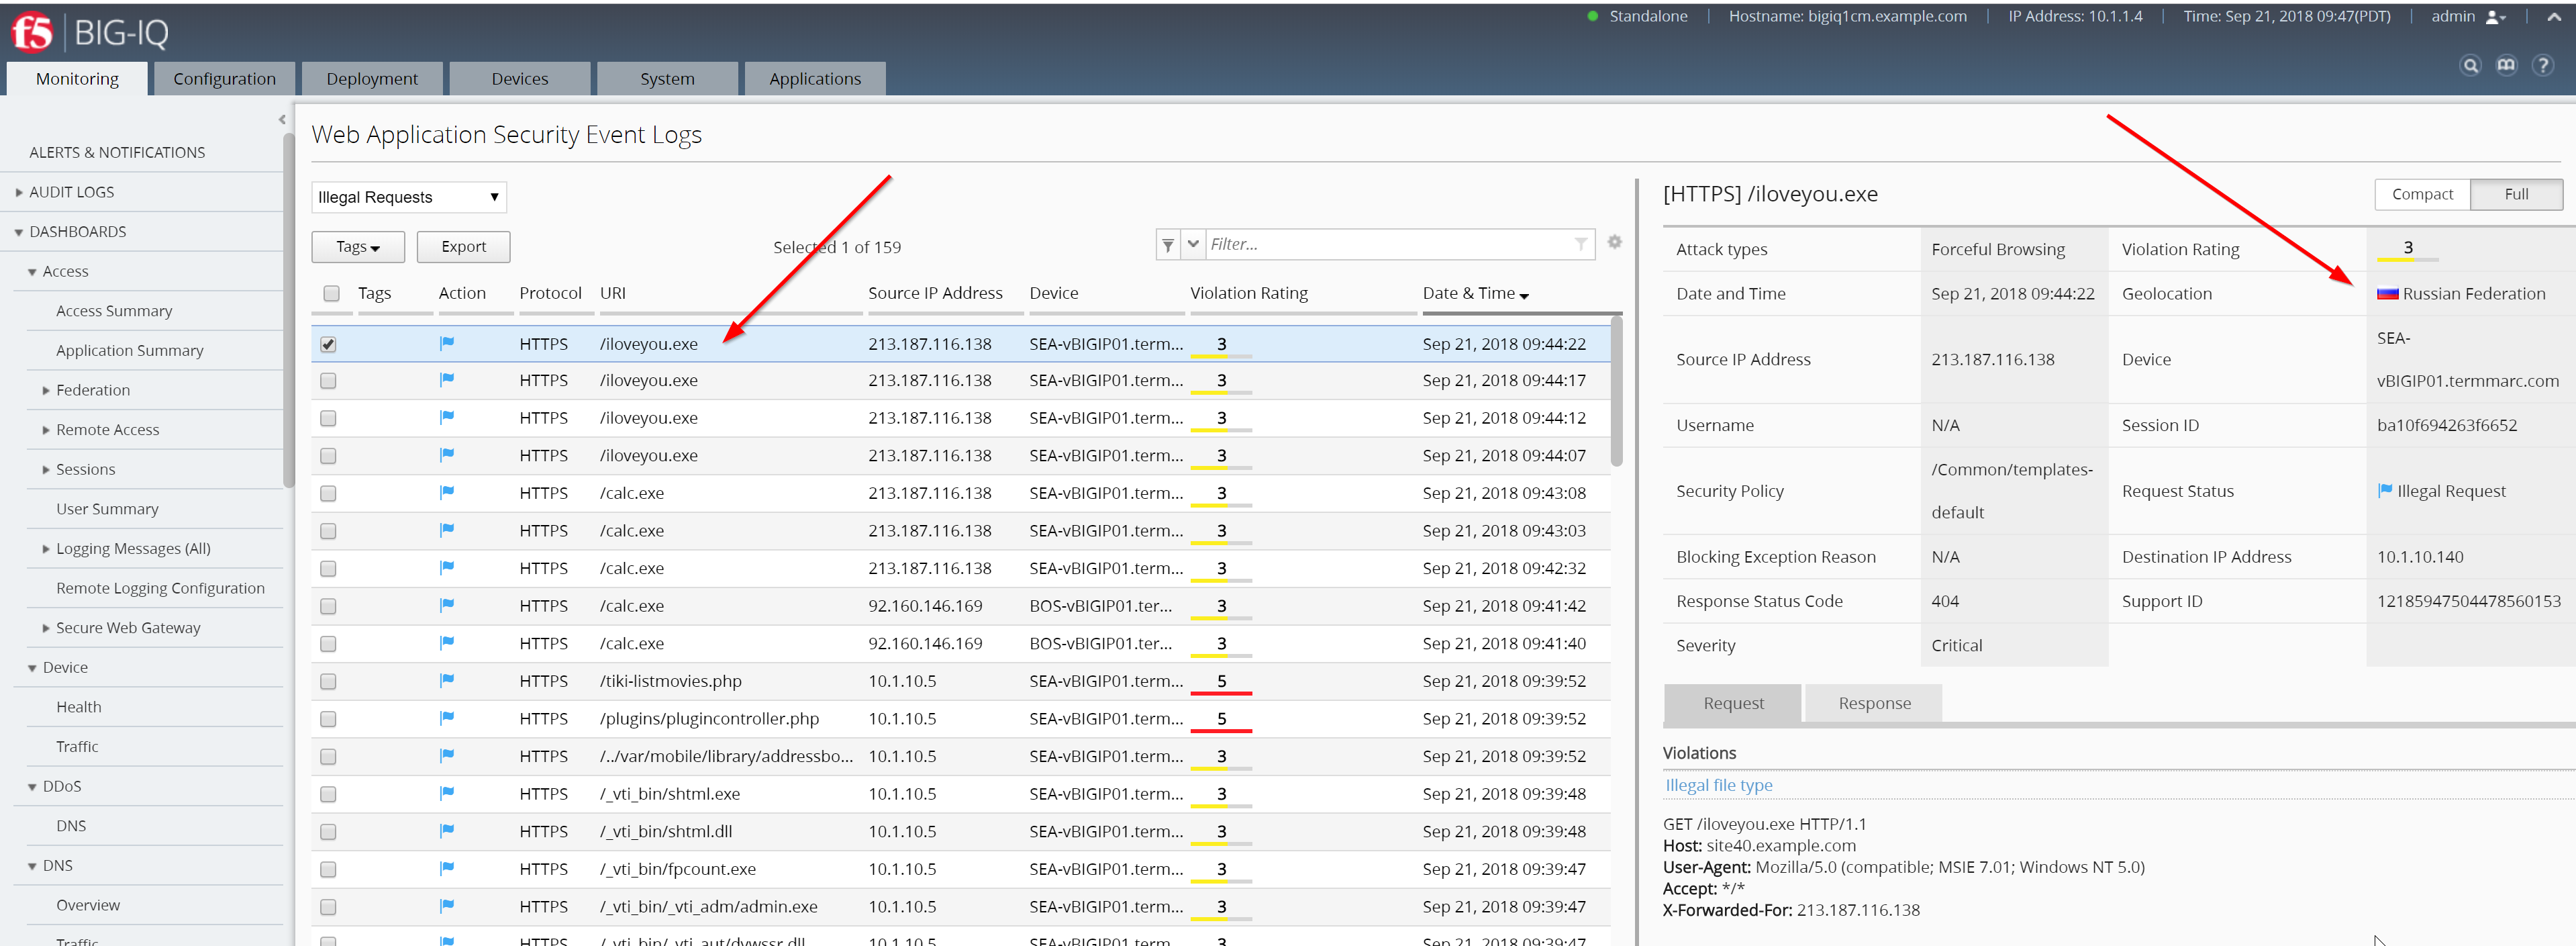 f5 BIG-IQ
Standalone Hostname: bigiq1cm.example.com IP Address: 10.1.1.4 Time: Sep 21, 2018 09:47(PDT) admin
Monitoring Configuration Deployment Devices System Applications
ALERTS & NOTIFICATIONS
AUDIT LOGS
DASHBOARDS
Access
Access Summary
Application Summary
Federation
Remote Access
Sessions
User Summary
Logging Messages (All)
Remote Logging Configuration
Secure Web Gateway
Device
Health
Traffic
DDoS
DNS
DNS
Overview
Traffic
Web Application Security Event Logs
Illegal Requests
Tags Export Selected 1 of 159 Filter...
Tags Action Protocol URI Source IP Address Device Violation Rating Date & Time
HTTPS /iloveyou.exe 213.187.116.138 SEA-vBIGIP01.term... 3 Sep 21, 2018 09:44:22
HTTPS /iloveyou.exe 213.187.116.138 SEA-vBIGIP01.term... 3 Sep 21, 2018 09:44:17
HTTPS /iloveyou.exe 213.187.116.138 SEA-vBIGIP01.term... 3 Sep 21, 2018 09:44:12
HTTPS /iloveyou.exe 213.187.116.138 SEA-vBIGIP01.term... 3 Sep 21, 2018 09:44:07
HTTPS /calc.exe 213.187.116.138 SEA-vBIGIP01.term... 3 Sep 21, 2018 09:43:08
HTTPS /calc.exe 213.187.116.138 SEA-vBIGIP01.term... 3 Sep 21, 2018 09:43:03
HTTPS /calc.exe 213.187.116.138 SEA-vBIGIP01.term... 3 Sep 21, 2018 09:42:32
HTTPS /calc.exe 92.160.146.169 BOS-vBIGIP01.ter... 3 Sep 21, 2018 09:41:42
HTTPS /calc.exe 92.160.146.169 BOS-vBIGIP01.ter... 3 Sep 21, 2018 09:41:40
HTTPS /tiki-listmovies.php 10.1.10.5 SEA-vBIGIP01.term... 5 Sep 21, 2018 09:39:52
HTTPS /plugins/plugincontroller.php 10.1.10.5 SEA-vBIGIP01.term... 5 Sep 21, 2018 09:39:52
HTTPS /../var/mobile/library/addressbo... 10.1.10.5 SEA-vBIGIP01.term... 3 Sep 21, 2018 09:39:52
HTTPS /_vti_bin/shtml.exe 10.1.10.5 SEA-vBIGIP01.term... 3 Sep 21, 2018 09:39:48
HTTPS /_vti_bin/shtml.dll 10.1.10.5 SEA-vBIGIP01.term... 3 Sep 21, 2018 09:39:48
HTTPS /_vti_bin/fpcount.exe 10.1.10.5 SEA-vBIGIP01.term... 3 Sep 21, 2018 09:39:47
HTTPS /_vti_bin/_vti_adm/admin.exe 10.1.10.5 SEA-vBIGIP01.term... 3 Sep 21, 2018 09:39:47
HTTPS /_vti_bin/_vti_aut/dvwssr.dll 10.1.10.5 SEA-vBIGIP01.term... 3 Sep 21, 2018 09:39:47
[HTTPS] /iloveyou.exe Compact Full
Attack types Forceful Browsing Violation Rating 3
Date and Time Sep 21, 2018 09:44:22 Geolocation Russian Federation
Source IP Address 213.187.116.138 Device SEA-
vBIGIP01.termmarc.com
Username N/A Session ID ba10f694263f6652
/Common/templates-
Security Policy Request Status Illegal Request
default
Blocking Exception Reason N/A Destination IP Address 10.1.10.140
Response Status Code 404 Support ID 12185947504478560153
Severity Critical
Request Response
Violations
Illegal file type
GET /iloveyou.exe HTTP/1.1
Host: site40.example.com
User-Agent: Mozilla/5.0 (compatible; MSIE 7.01; Windows NT 5.0)
Accept: */*
X-Forwarded-For: 213.187.116.138